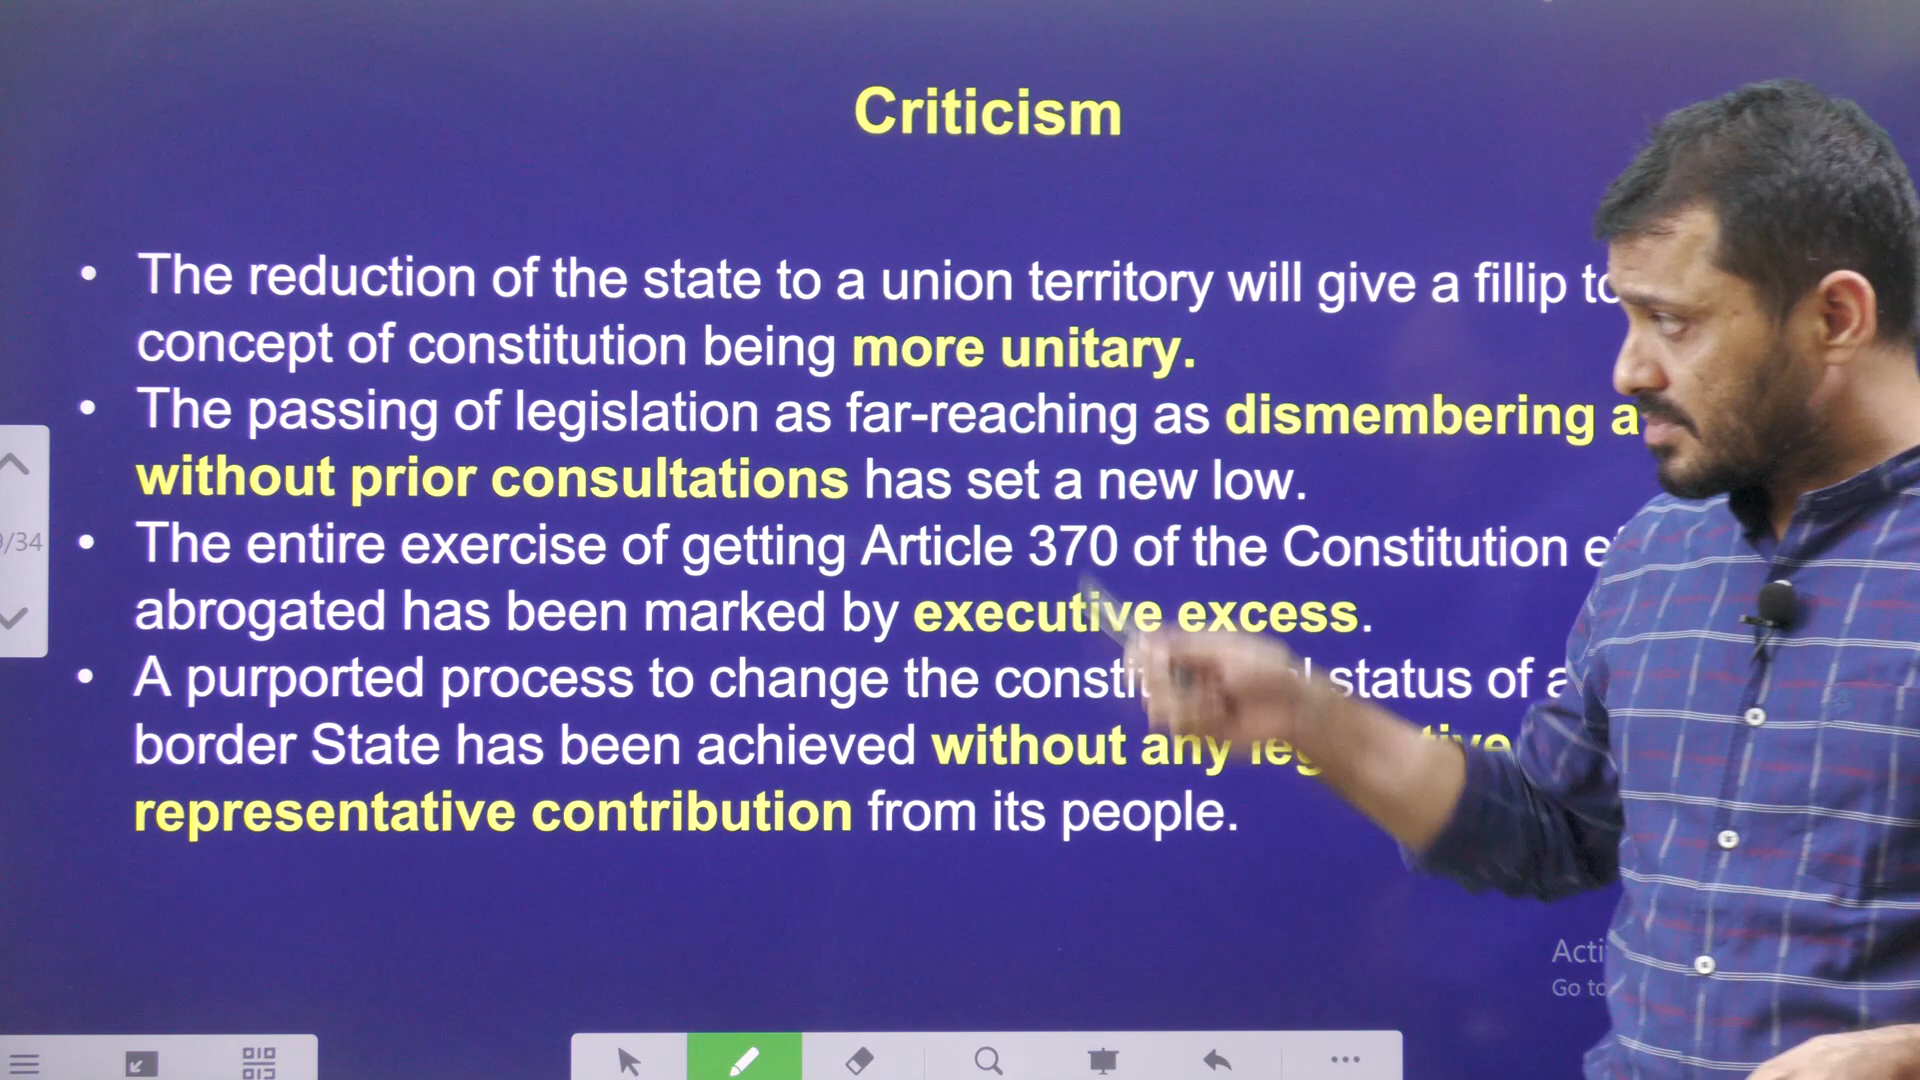 Criticism
• The reduction of the state to a union territory will give a fillip to
concept of constitution being more unitary.
• The passing of legislation as far-reaching as dismembering a
without prior consultations has set a new low.
• The entire exercise of getting Article 370 of the Constitution
abrogated has been marked by executive excess.
• A purported process to change the status of a
border State has been achieved without any
representative contribution from its people.
/34
Go to